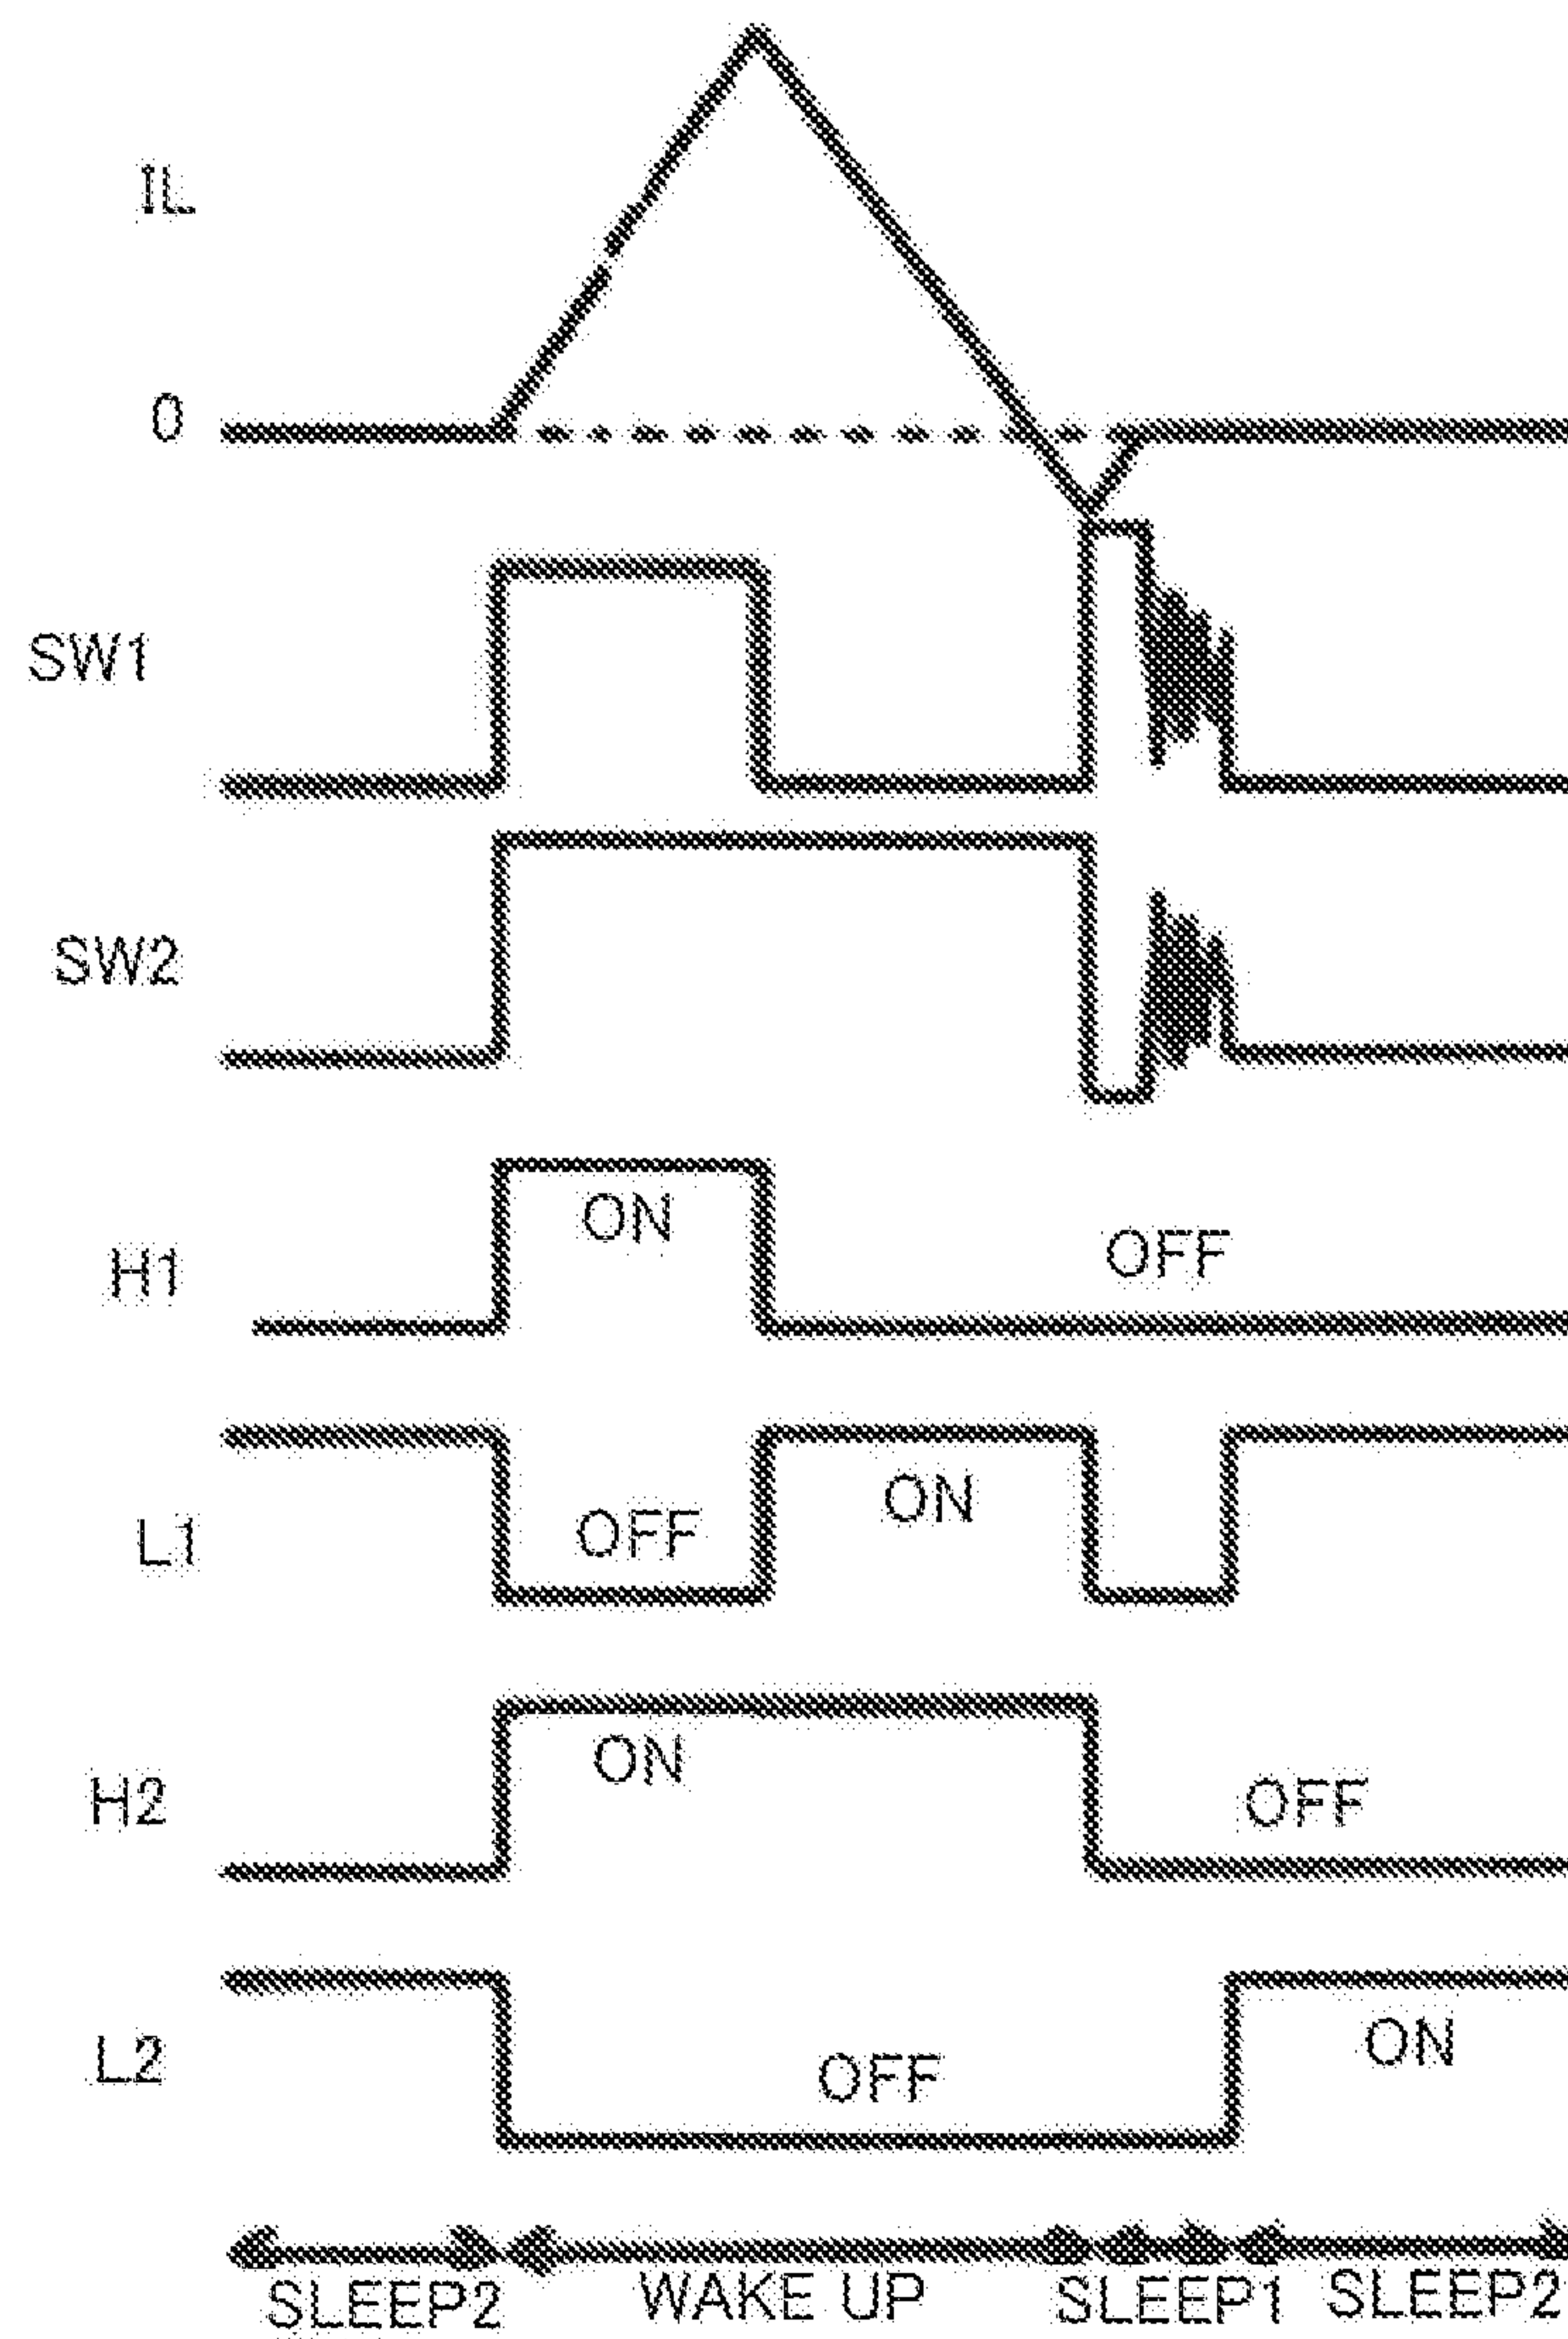 IL
0
SW1
SW2
ON
H1
OFF
L1
OFF
ON
H2
ON
OFF
L2
OFF
ON
SLEEP2
WAKE UP
SLEEP1
SLEEP2